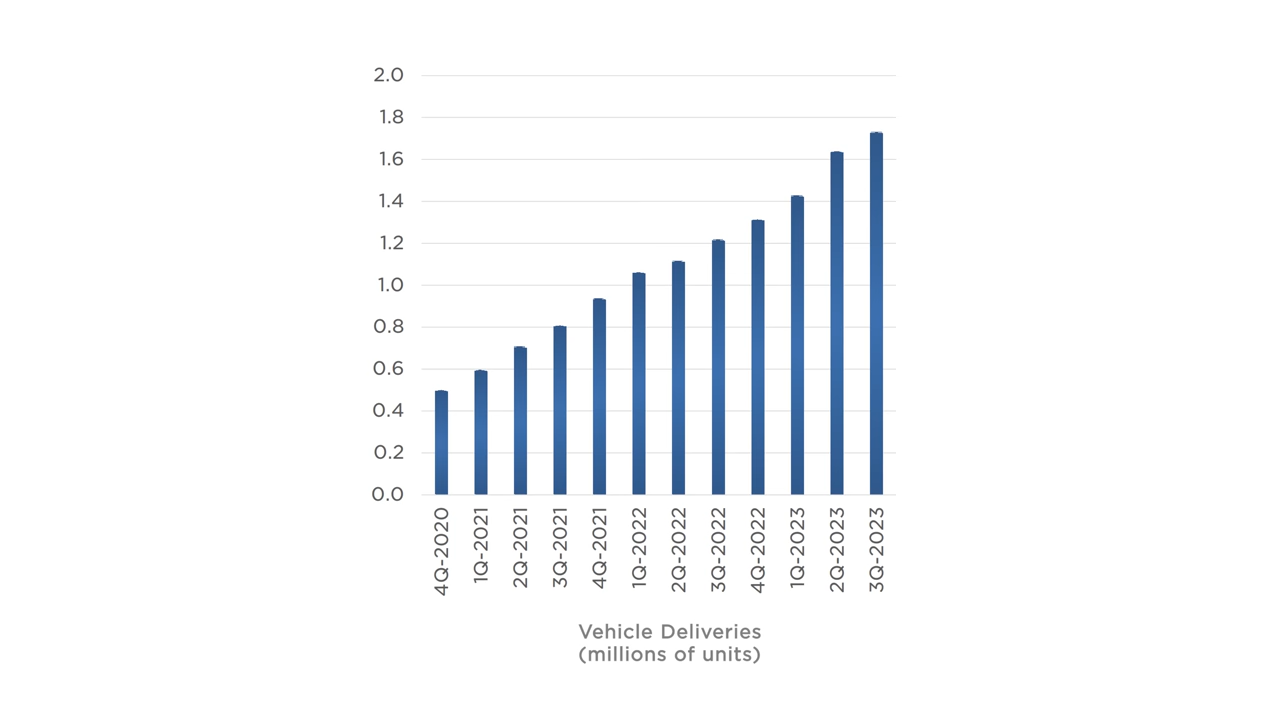 2.0
1.8
1.6
1.4
1.2
1.0
0.8
0.6
0.4
0.2
0.0
4Q-2020
1Q-2021
2Q-2021
3Q-2021
4Q-2021
1Q-2022
2Q-2022
3Q-2022
4Q-2022
1Q-2023
2Q-2023
3Q-2023
Vehicle Deliveries
(millions of units)